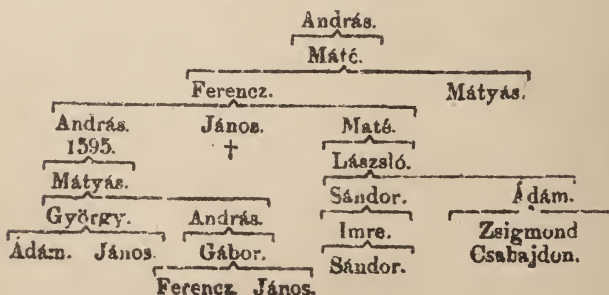 András.
Máté.
Ferencz. Mátyás.
András. János. Maté.
1595. † László.
Mátyás. Sándor. Ádám.
György. András. Imre. Zsigmond
Ádám. János. Gábor. Sándor. Csabajdon.
Ferencz János.